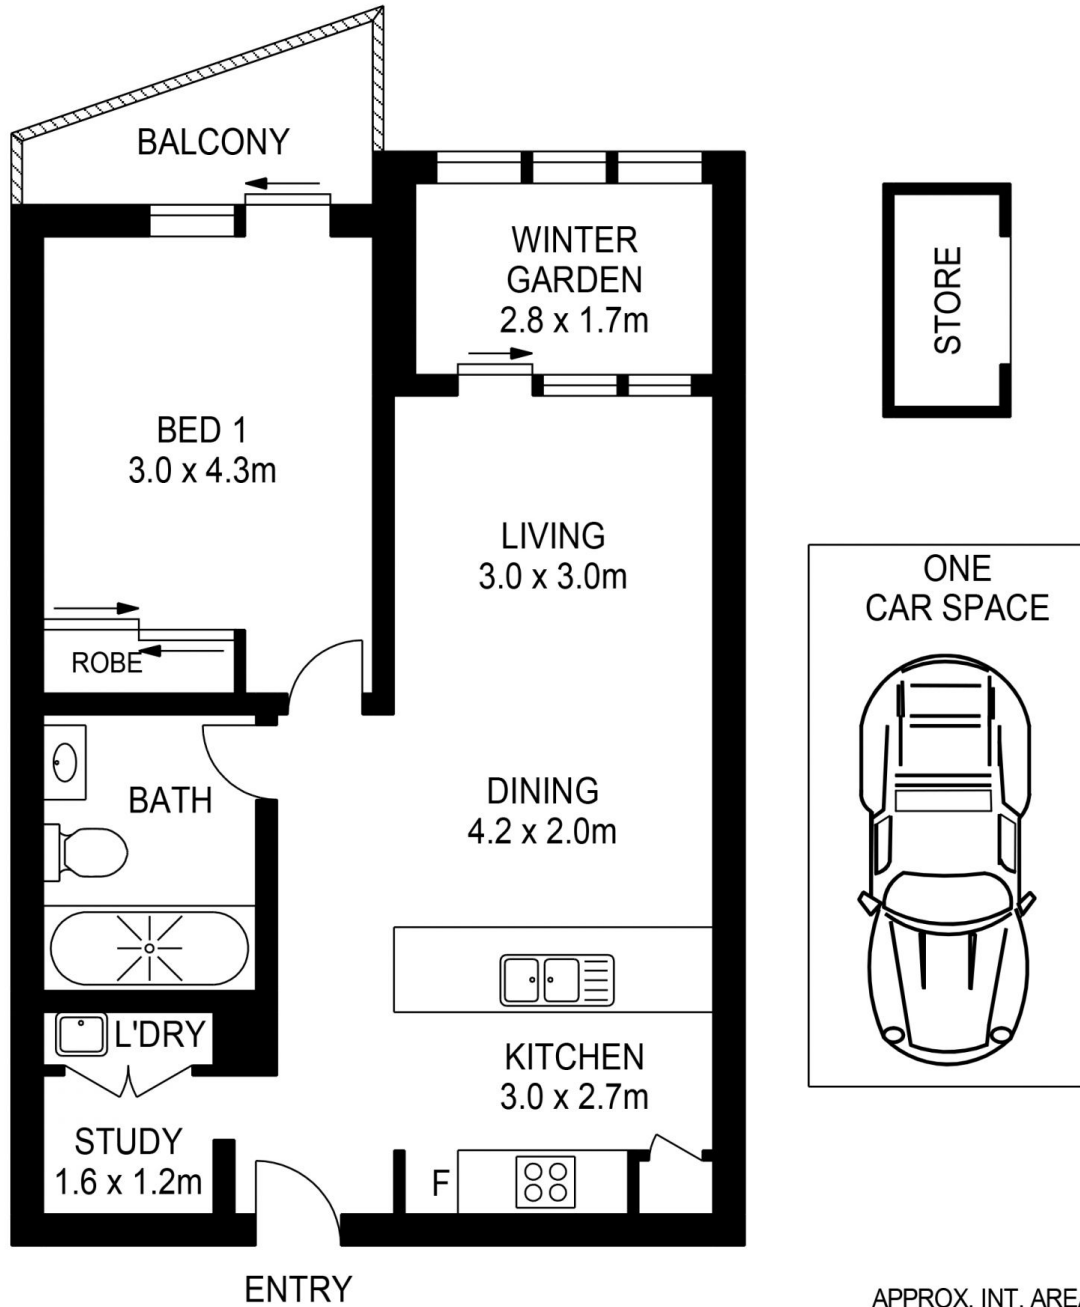 BALCONY
WINTER
GARDEN
2.8 x 1.7m
STORE
BED 1
3.0 x 4.3m
LIVING
3.0 x 3.0m
ONE
CAR SPACE
ROBE
BATH
DINING
4.2 x 2.0m
L'DRY
KITCHEN
3.0 x 2.7m
STUDY
1.6 x 1.2m
F
ENTRY
APPROX. INT. AREA